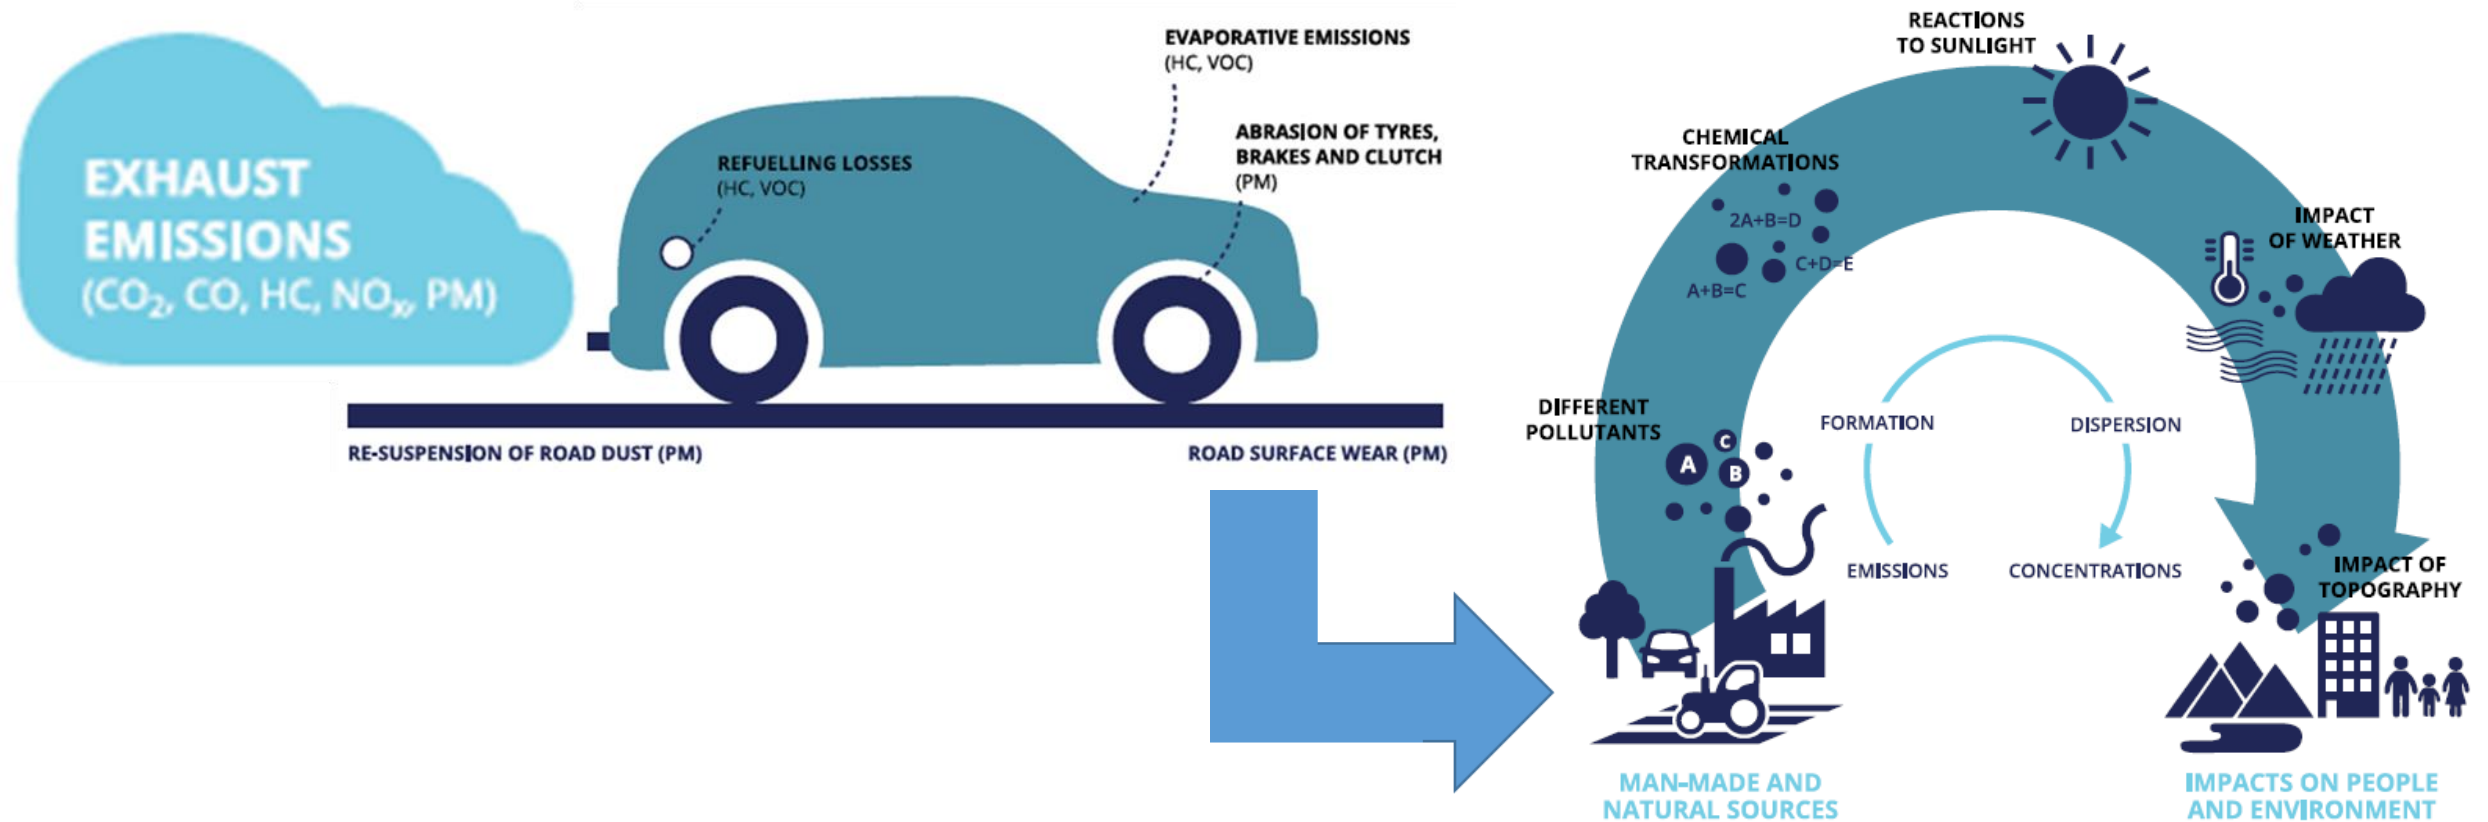 EXHAUST
EMISSIONS
(CO₂, CO, HC, NOₓ, PM)
EVAPORATIVE EMISSIONS
(HC, VOC)
ABRASION OF TYRES,
BRAKES AND CLUTCH
(PM)
REFUELLING LOSSES
(HC, VOC)
RE-SUSPENSION OF ROAD DUST (PM)
ROAD SURFACE WEAR (PM)
REACTIONS
TO SUNLIGHT
CHEMICAL
TRANSFORMATIONS
2A+B=D
C+D=E
A+B=C
IMPACT
OF WEATHER
DIFFERENT
POLLUTANTS
A
C
B
FORMATION
DISPERSION
EMISSIONS
CONCENTRATIONS
IMPACT OF
TOPOGRAPHY
MAN-MADE AND
NATURAL SOURCES
IMPACTS ON PEOPLE
AND ENVIRONMENT